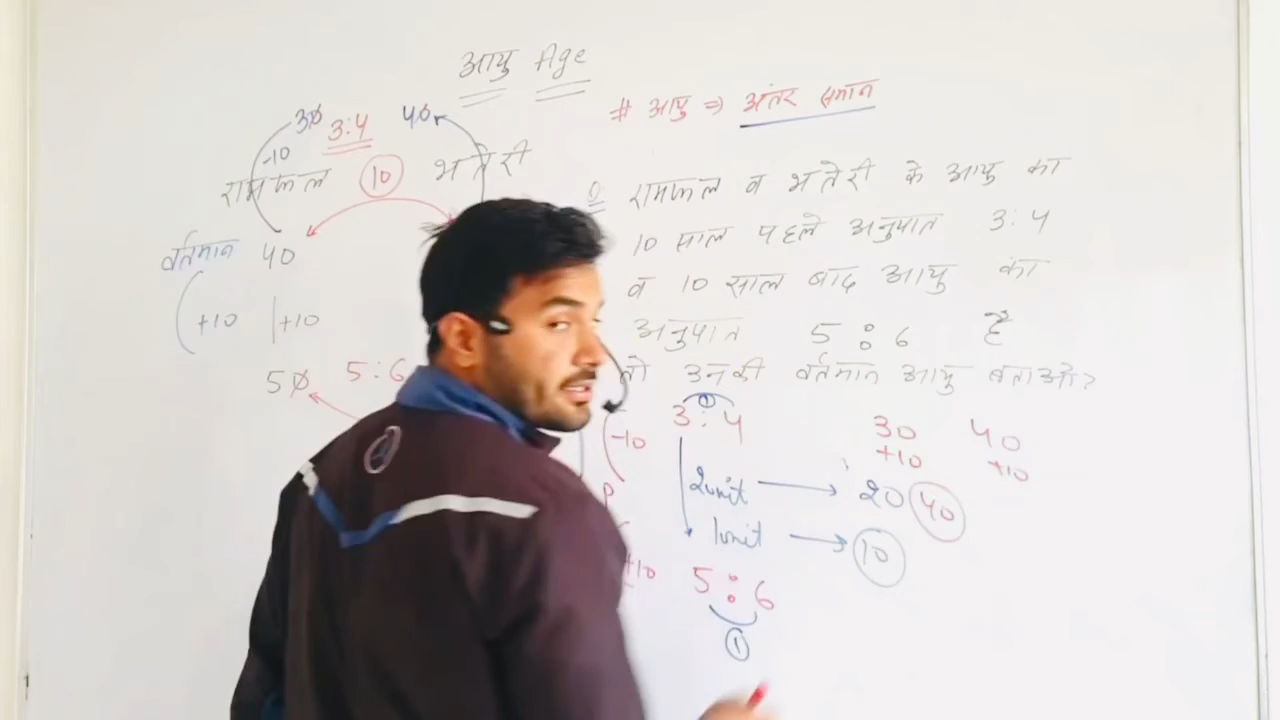 आयु Age
30 3:4 40
-10
रामफल 10 भतेरी
वर्तमान 40
+10 | +10
50 5:6
# आयु ⇒ अंतर समान
Q रामफल व भतेरी के आयु का
10 साल पहले अनुपात 3:4
व 10 साल बाद आयु का
अनुपात 5:6 है
तो उनकी वर्तमान आयु बताओ?
1
3:4
-10
P
+10
2unit → 20
1unit → 10
5:6
1
30 40
+10 +10
40